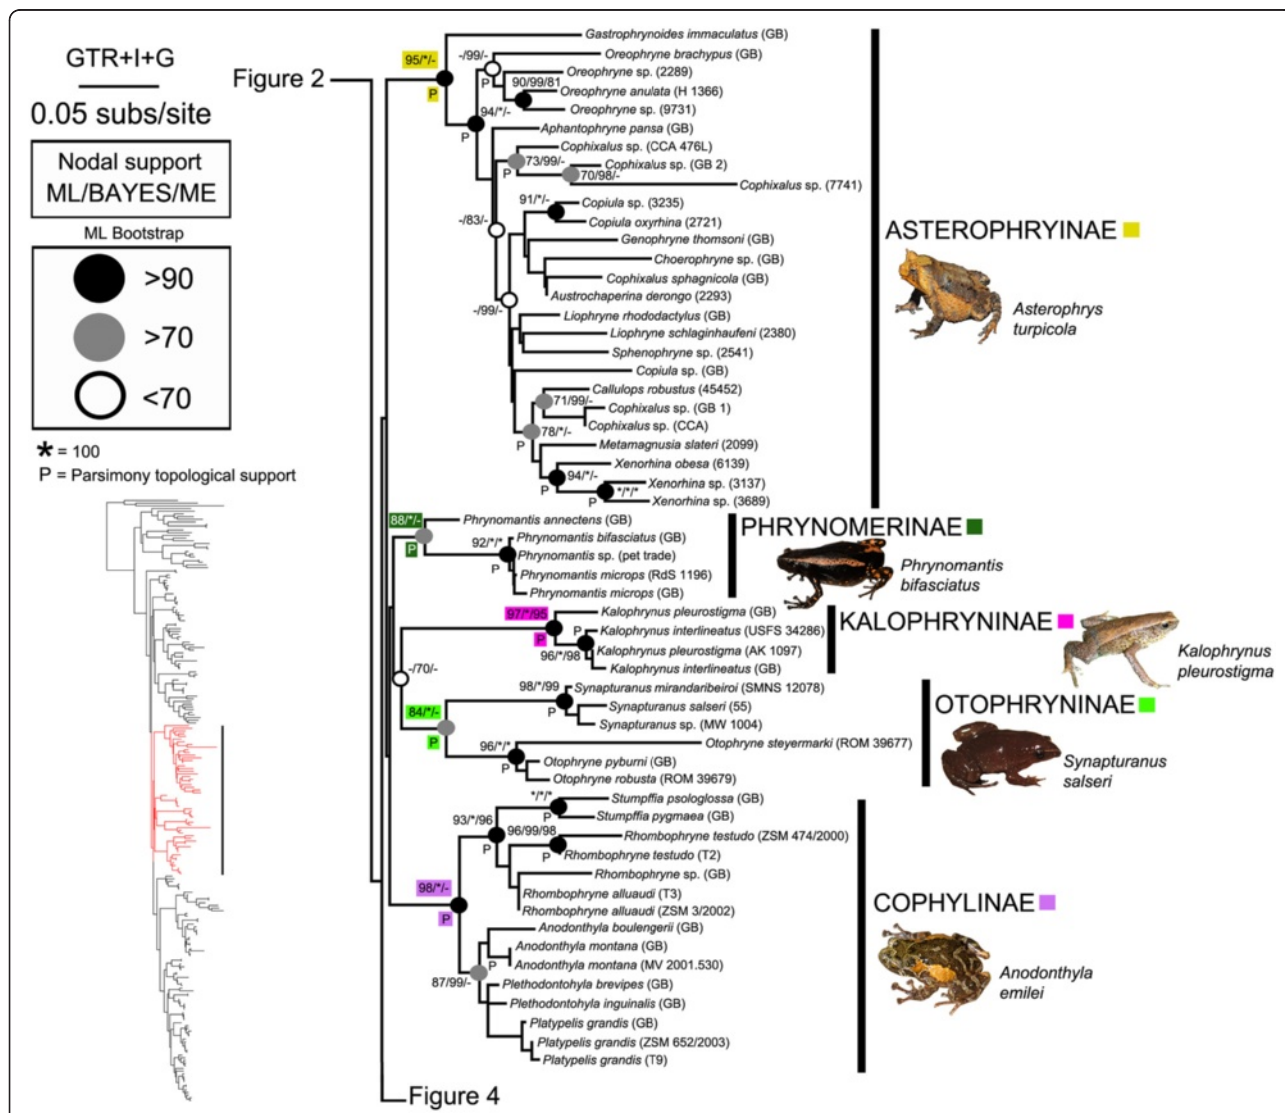 GTR+I+G
0.05 subs/site
Nodal support
ML/BAYES/ME
ML Bootstrap
>90
>70
<70
* = 100
P = Parsimony topological support
Figure 2
95/*/-
P
Gastrophrynoides immaculatus (GB)
-/99/-
P
Oreophryne brachypus (GB)
Oreophryne sp. (2289)
90/99/81
Oreophryne anulata (H 1366)
Oreophryne sp. (9731)
94/*/-
P
Aphantophryne pansa (GB)
Cophixalus sp. (CCA 476L)
73/99/-
P
Cophixalus sp. (GB 2)
70/98/-
Cophixalus sp. (7741)
91/*/-
Copiula sp. (3235)
Copiula oxyrhina (2721)
-/83/-
Genophryne thomsoni (GB)
Choerophryne sp. (GB)
Cophixalus sphagnicola (GB)
Austrochaperina derongo (2293)
-/99/-
Liophryne rhododactylus (GB)
Liophryne schlaginhaufeni (2380)
Sphenophryne sp. (2541)
Copiula sp. (GB)
Callulops robustus (45452)
71/99/-
Cophixalus sp. (GB 1)
Cophixalus sp. (CCA)
78/*/-
P
Metamagnusia slateri (2099)
Xenorhina obesa (6139)
94/*/-
P
Xenorhina sp. (3137)
*/*/*
P
Xenorhina sp. (3689)
ASTEROPHRYINAE
Asterophrys
turpicola
88/*/-
P
Phrynomantis annectens (GB)
92/*/*
P
Phrynomantis bifasciatus (GB)
Phrynomantis sp. (pet trade)
Phrynomantis microps (RdS 1196)
Phrynomantis microps (GB)
PHRYNOMERINAE
Phrynomantis
bifasciatus
97/*/95
P
Kalophrynus pleurostigma (GB)
P
Kalophrynus interlineatus (USFS 34286)
Kalophrynus pleurostigma (AK 1097)
96/*/98
Kalophrynus interlineatus (GB)
KALOPHRYNINAE
Kalophrynus
pleurostigma
-/70/-
84/*/-
P
98/*/99
P
Synapturanus mirandaribeiroi (SMNS 12078)
Synapturanus salseri (55)
Synapturanus sp. (MW 1004)
96/*/*
P
Otophryne steyermarki (ROM 39677)
Otophryne pyburni (GB)
Otophryne robusta (ROM 39679)
OTOPHRYNINAE
Synapturanus
salseri
*/*/*
P
Stumpffia psologlossa (GB)
Stumpffia pygmaea (GB)
93/*/96
P
96/99/98
P
Rhombophryne testudo (ZSM 474/2000)
Rhombophryne testudo (T2)
Rhombophryne sp. (GB)
98/*/-
P
Rhombophryne alluaudi (T3)
Rhombophryne alluaudi (ZSM 3/2002)
Anodonthyla boulengerii (GB)
P
Anodonthyla montana (GB)
Anodonthyla montana (MV 2001.530)
87/99/-
Plethodontohyla brevipes (GB)
Plethodontohyla inguinalis (GB)
Platypelis grandis (GB)
Platypelis grandis (ZSM 652/2003)
Platypelis grandis (T9)
COPHYLINAE
Anodonthyla
emilei
Figure 4